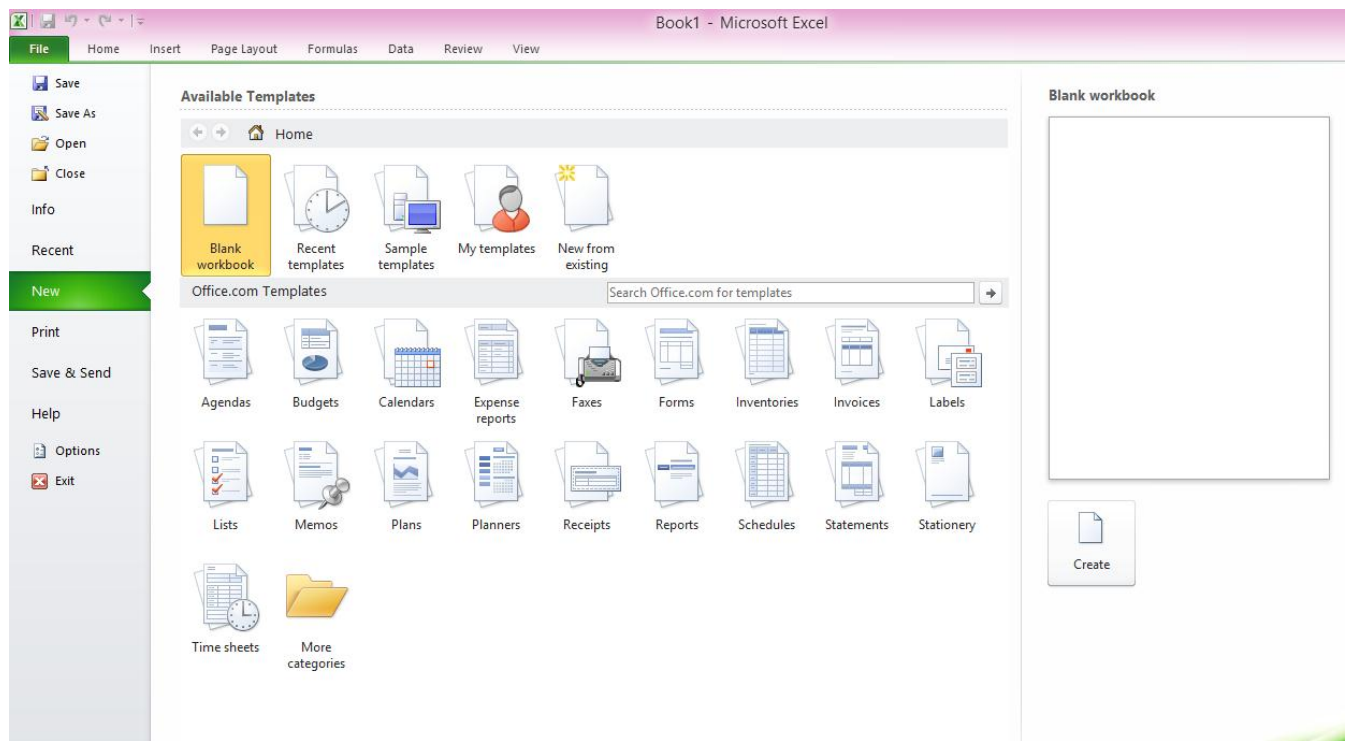 Book1 - Microsoft Excel
File Home Insert Page Layout Formulas Data Review View
Save
Save As
Open
Close
Info
Recent
New
Print
Save & Send
Help
Options
Exit
Available Templates
Home
Blank workbook
Recent templates
Sample templates
My templates
New from existing
Office.com Templates
Search Office.com for templates
Agendas
Budgets
Calendars
Expense reports
Faxes
Forms
Inventories
Invoices
Labels
Lists
Memos
Plans
Planners
Receipts
Reports
Schedules
Statements
Stationery
Time sheets
More categories
Blank workbook
Create